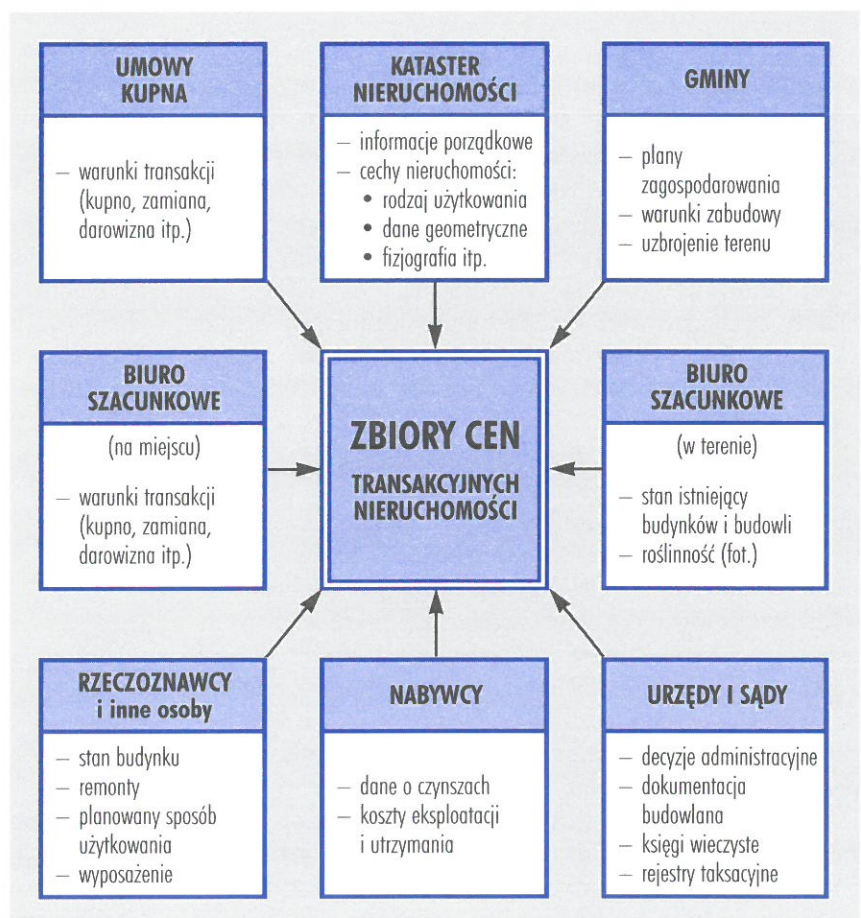 UMOWY
KUPNA
– warunki transakcji
(kupno, zamiana,
darowizna itp.)
KATASTER
NIERUCHOMOŚCI
– informacje porządkowe
– cechy nieruchomości:
• rodzaj użytkowania
• dane geometryczne
• fizjografia itp.
GMINY
– plany
zagospodarowania
– warunki zabudowy
– uzbrojenie terenu
BIURO
SZACUNKOWE
(na miejscu)
– warunki transakcji
(kupno, zamiana,
darowizna itp.)
ZBIORY CEN
TRANSAKCYJNYCH
NIERUCHOMOŚCI
BIURO
SZACUNKOWE
(w terenie)
– stan istniejący
budynków i budowli
– roślinność (fot.)
RZECZOZNAWCY
i inne osoby
– stan budynku
– remonty
– planowany sposób
użytkowania
– wyposażenie
NABYWCY
– dane o czynszach
– koszty eksploatacji
i utrzymania
URZĘDY I SĄDY
– decyzje administracyjne
– dokumentacja
budowlana
– księgi wieczyste
– rejestry taksacyjne